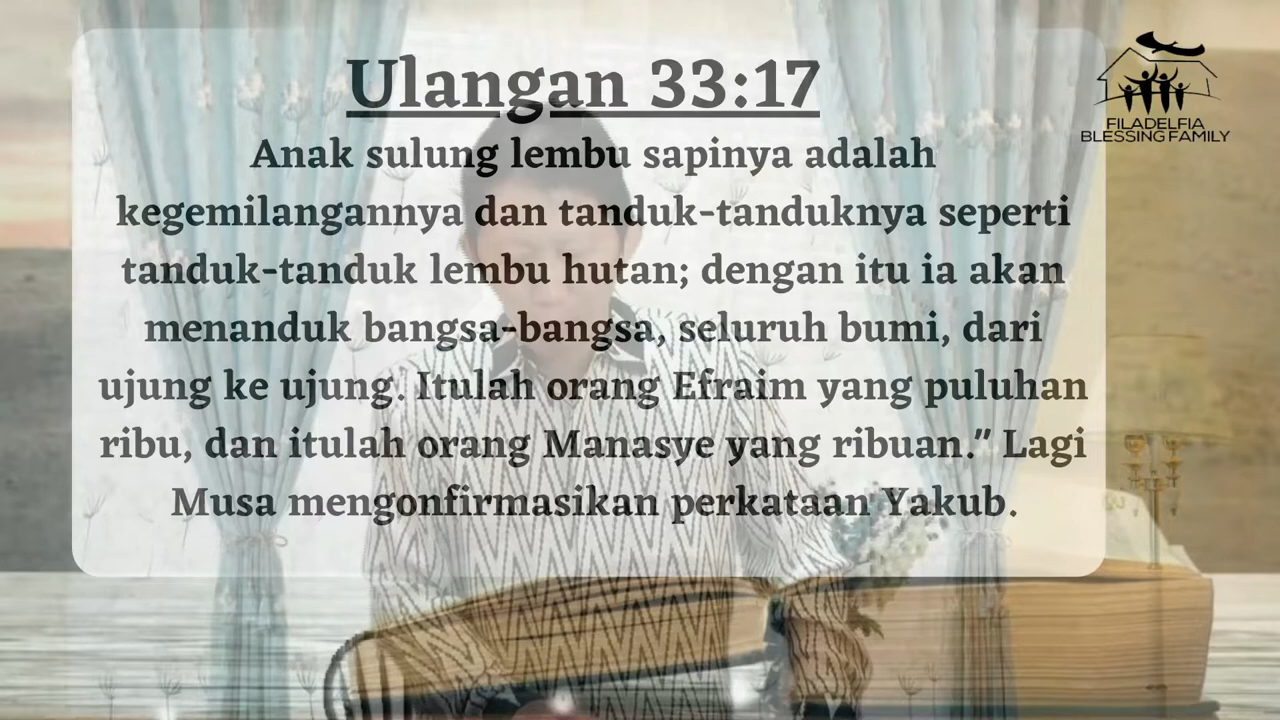 Ulangan 33:17
Anak sulung lembu sapinya adalah
kegemilangannya dan tanduk-tanduknya seperti
tanduk-tanduk lembu hutan; dengan itu ia akan
menanduk bangsa-bangsa, seluruh bumi, dari
ujung ke ujung. Itulah orang Efraim yang puluhan
ribu, dan itulah orang Manasye yang ribuan." Lagi
Musa mengonfirmasikan perkataan Yakub.
FILADELFIA
BLESSING FAMILY